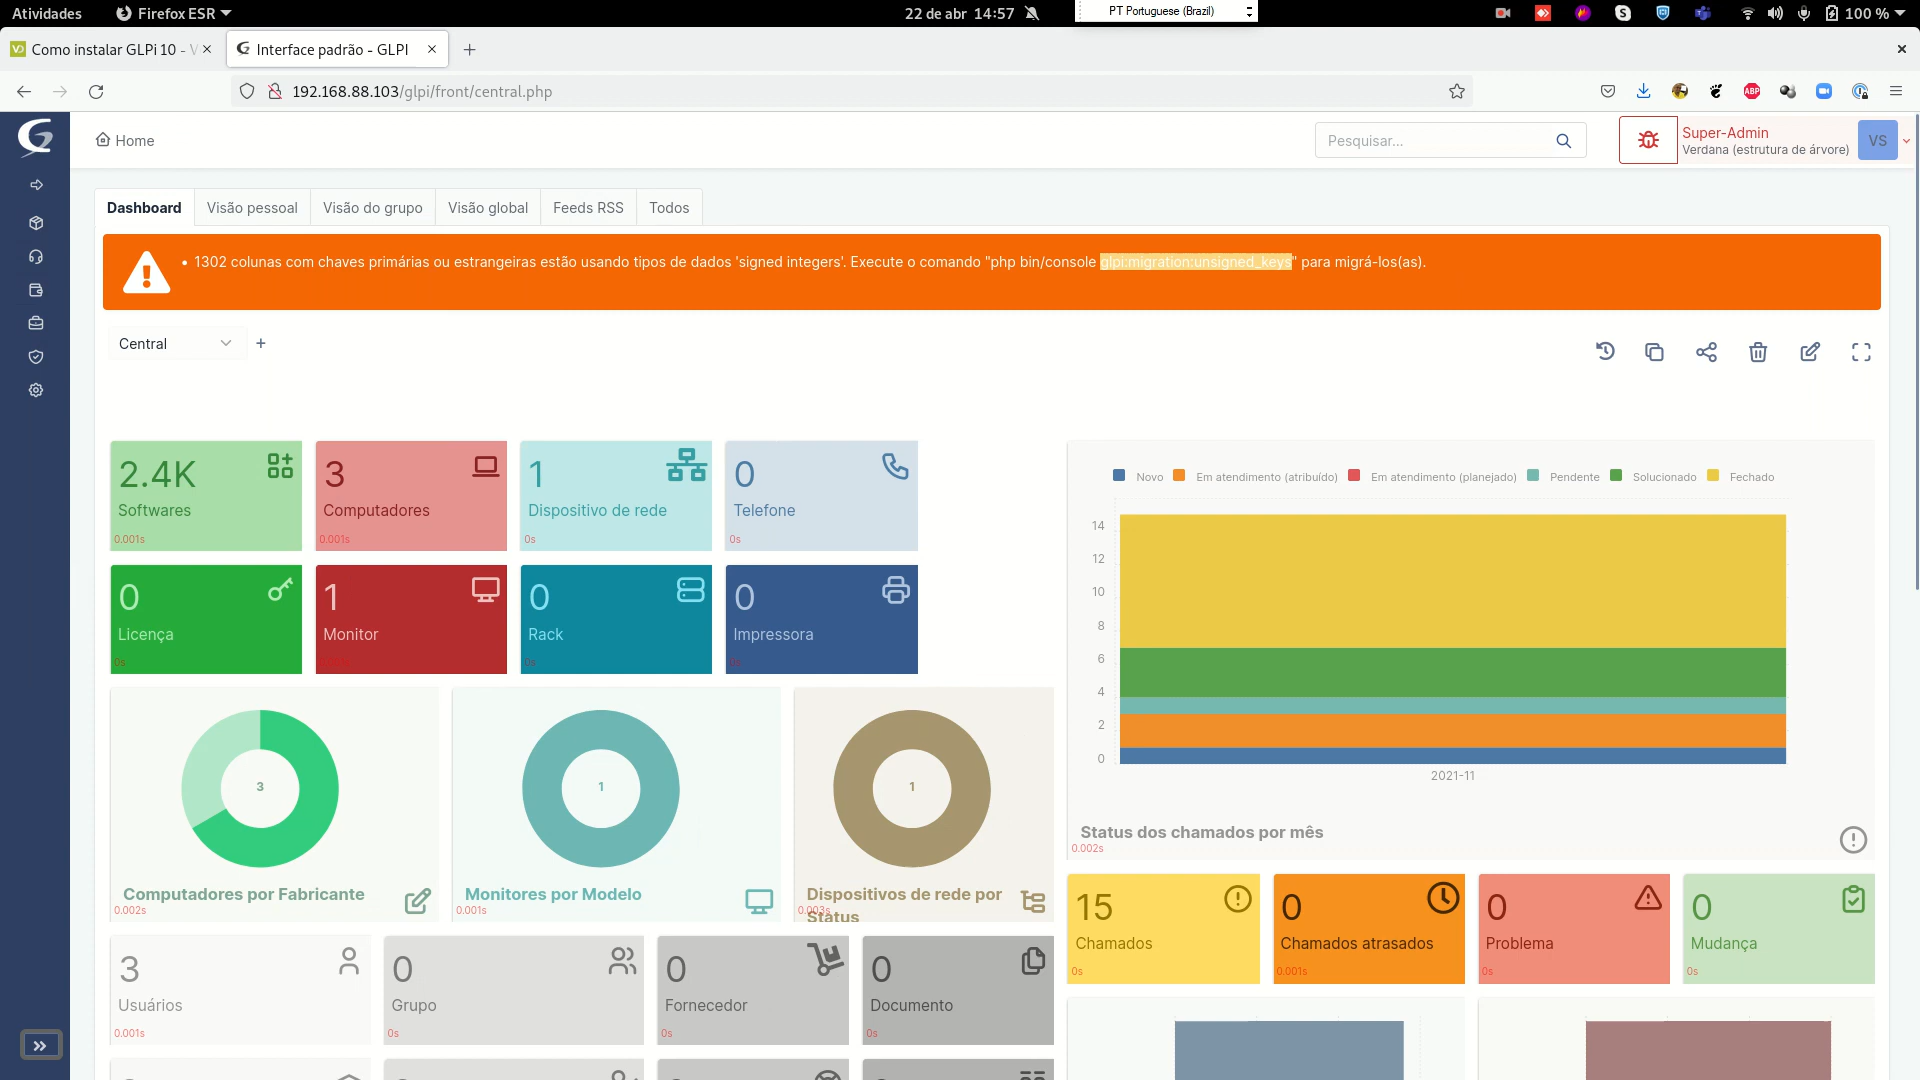 Atividades
Firefox ESR
22 de abr 14:57
PT Portuguese (Brazil)
100 %
Como instalar GLPi 10 - V
Interface padrão - GLPI
192.168.88.103/glpi/front/central.php
ABP
Home
Pesquisar...
Super-Admin
Verdana (estrutura de árvore)
VS
Dashboard
Visão pessoal
Visão do grupo
Visão global
Feeds RSS
Todos
• 1302 colunas com chaves primárias ou estrangeiras estão usando tipos de dados 'signed integers'. Execute o comando "php bin/console glpi:migration:unsigned_keys" para migrá-los(as).
Central
+
2.4K
Softwares
0.001s
3
Computadores
0.001s
1
Dispositivo de rede
0s
0
Telefone
0s
0
Licença
0s
1
Monitor
0
Rack
0s
0
Impressora
0s
Novo
Em atendimento (atribuído)
Em atendimento (planejado)
Pendente
Solucionado
Fechado
14
12
10
8
6
4
2
0
2021-11
Status dos chamados por mês
0.002s
3
Computadores por Fabricante
0.002s
1
Monitores por Modelo
0.001s
1
Dispositivos de rede por
Status
0.003s
15
Chamados
0s
0
Chamados atrasados
0.001s
0
Problema
0s
0
Mudança
0s
3
Usuários
0.001s
0
Grupo
0s
0
Fornecedor
0s
0
Documento
0s